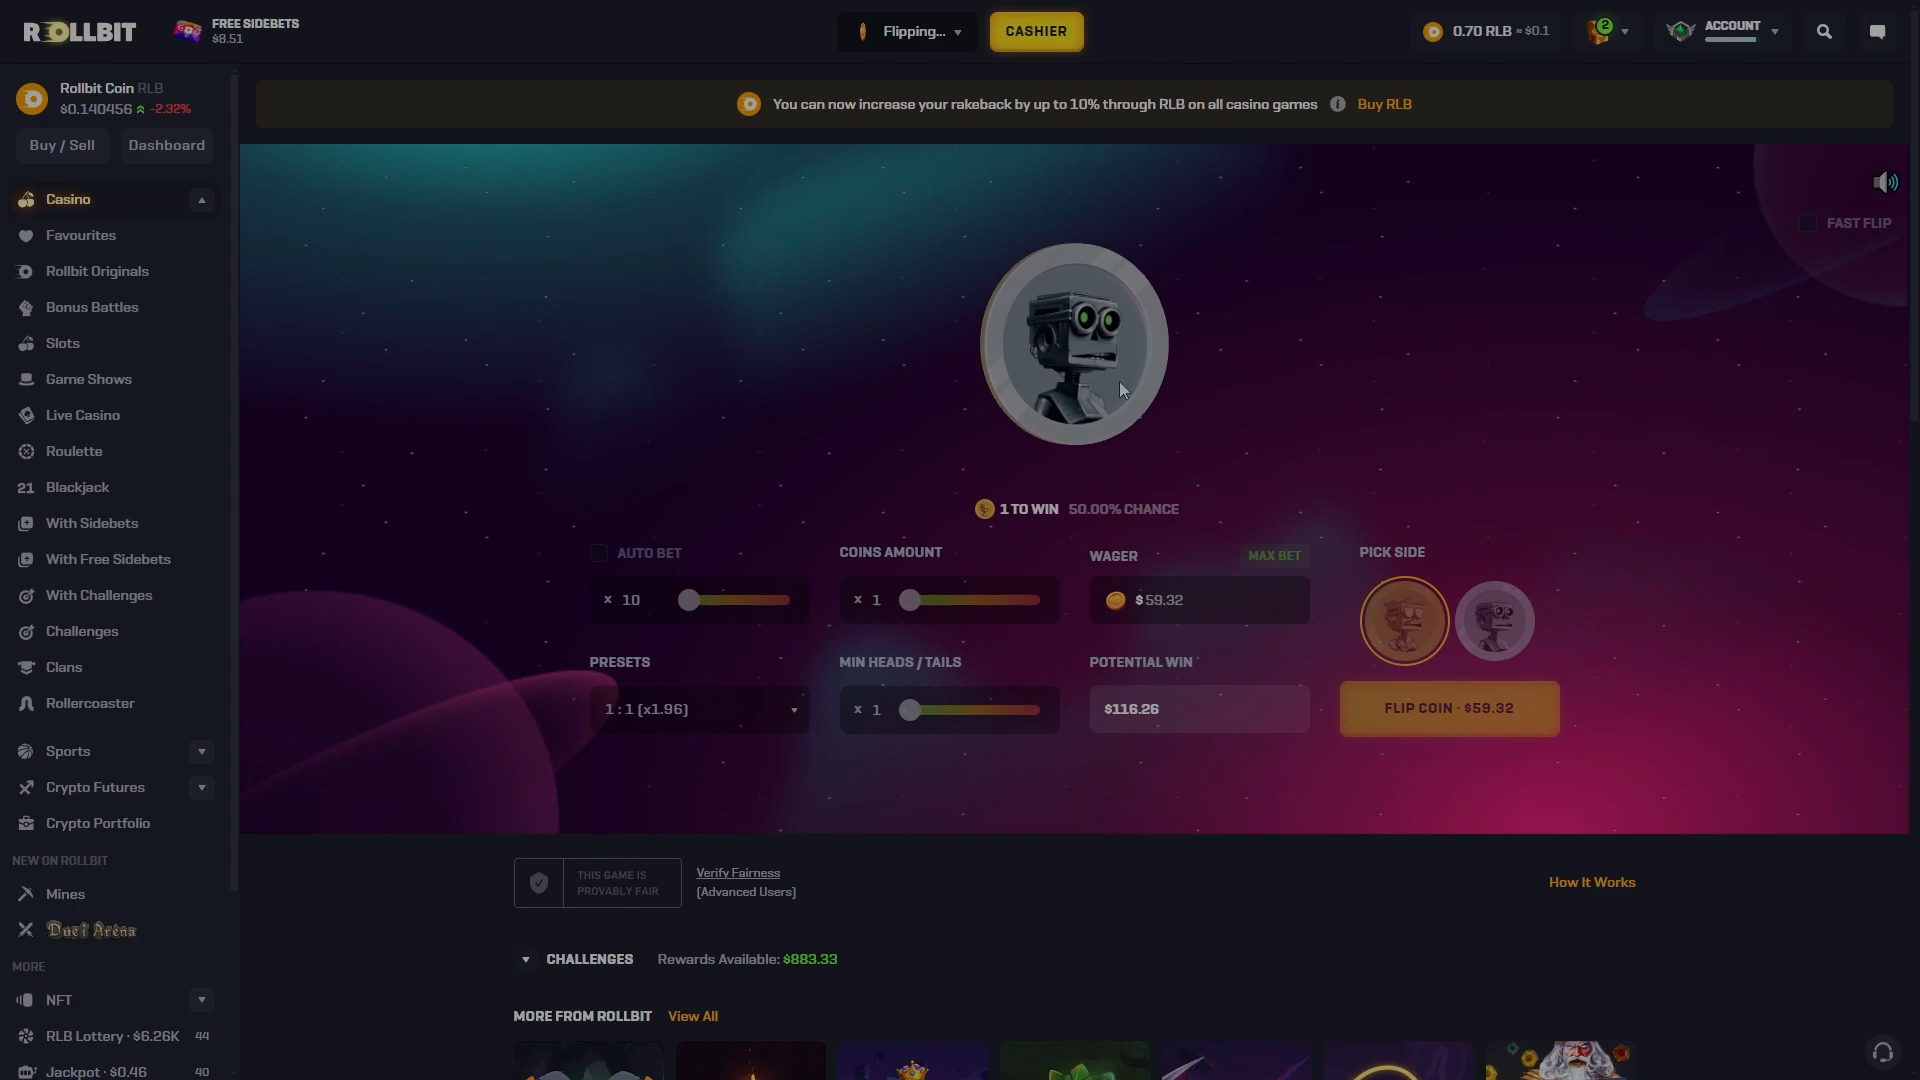 ROLLBIT
FREE SIDEBETS
$8.51
Flipping...
CASHIER
0.70 RLB ≈ $0.1
2
ACCOUNT
Rollbit Coin RLB
$0.140456 -2.32%
Buy / Sell
Dashboard
You can now increase your rakeback by up to 10% through RLB on all casino games
Buy RLB
Casino
Favourites
Rollbit Originals
Bonus Battles
Slots
Game Shows
Live Casino
Roulette
21 Blackjack
With Sidebets
With Free Sidebets
With Challenges
Challenges
Clans
Rollercoaster
Sports
Crypto Futures
Crypto Portfolio
NEW ON ROLLBIT
Mines
Duel Arena
MORE
NFT
RLB Lottery · $6.26K 44
Jackpot · $0.46 40
FAST FLIP
1 TO WIN 50.00% CHANCE
AUTO BET
x 10
COINS AMOUNT
x 1
WAGER
MAX BET
$59.32
PICK SIDE
PRESETS
1 : 1 (x1.96)
MIN HEADS / TAILS
x 1
POTENTIAL WIN
$116.26
FLIP COIN · $59.32
THIS GAME IS
PROVABLY FAIR
Verify Fairness
(Advanced Users)
How It Works
CHALLENGES
Rewards Available: $883.33
MORE FROM ROLLBIT
View All